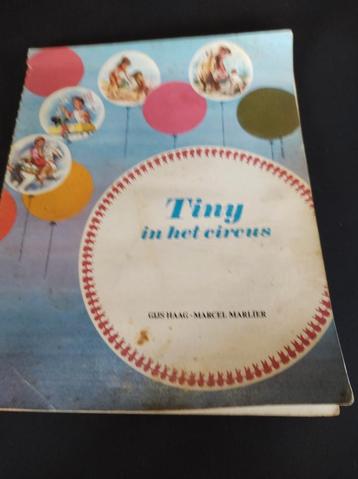 Tiny
in het circus
GIJS HAAG - MARCEL MARLIER